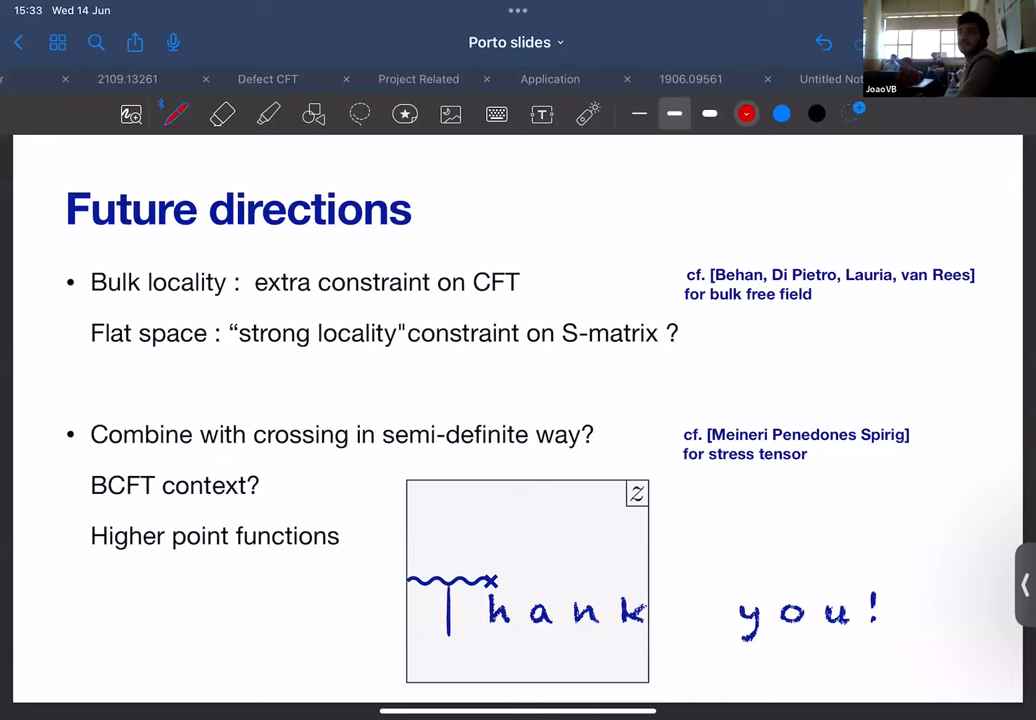 15:33 Wed 14 Jun
Porto slides
r
2109.13261
Defect CFT
Project Related
Application
1906.09561
Untitled Not
JoaoVB
Future directions
• Bulk locality : extra constraint on CFT
cf. [Behan, Di Pietro, Lauria, van Rees]
for bulk free field
Flat space : “strong locality"constraint on S-matrix ?
• Combine with crossing in semi-definite way?
cf. [Meineri Penedones Spirig]
for stress tensor
BCFT context?
Higher point functions
z
Thank you!